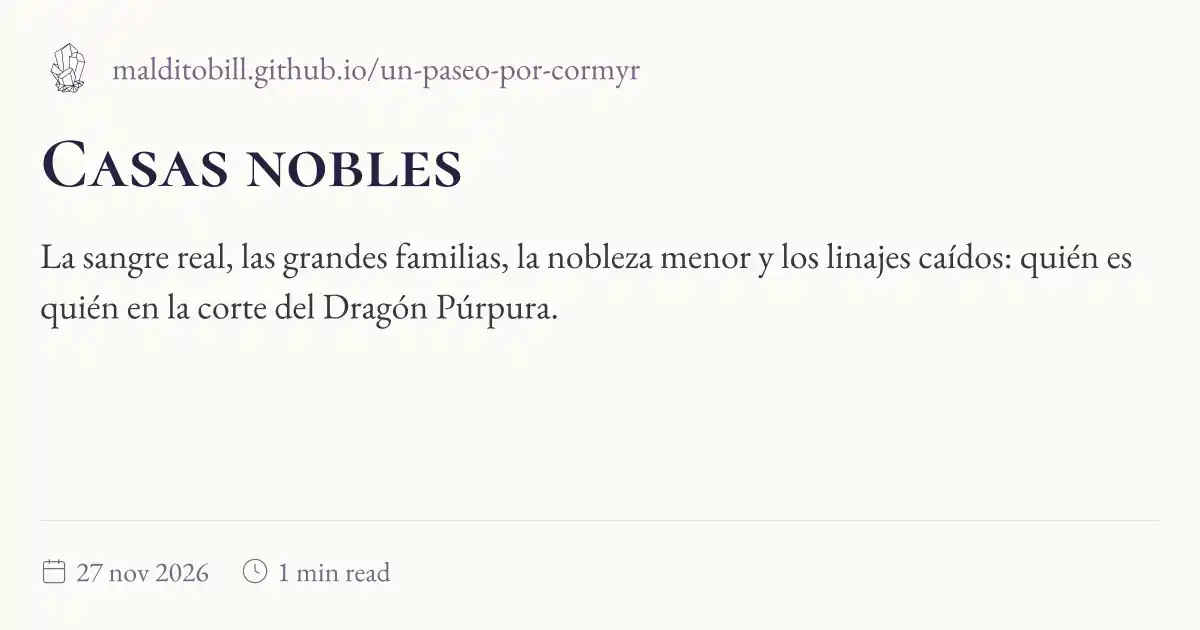 malditobill.github.io/un-paseo-por-cormyr
Casas nobles
La sangre real, las grandes familias, la nobleza menor y los linajes caídos: quién es
quién en la corte del Dragón Púrpura.
27 nov 2026
1 min read